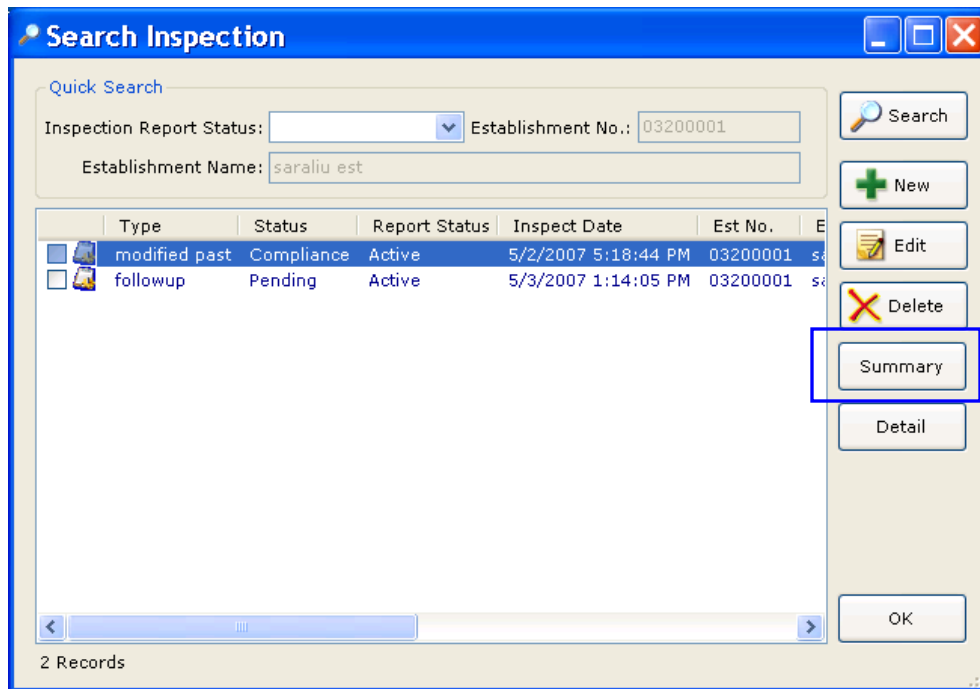 Search Inspection
Quick Search
Inspection Report Status: Establishment No.: 03200001
Establishment Name: saraliu est
Search
New
Edit
Delete
Summary
Detail
OK
Type Status Report Status Inspect Date Est No. E
modified past Compliance Active 5/2/2007 5:18:44 PM 03200001 sa
followup Pending Active 5/3/2007 1:14:05 PM 03200001 sa
2 Records